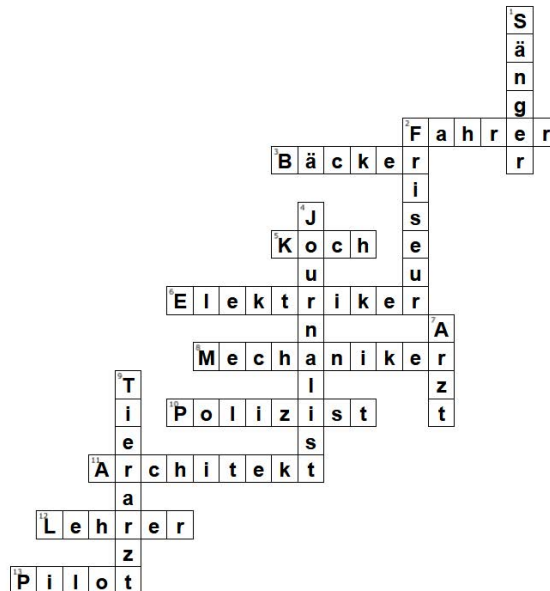 1 Sänger
2 Fahrer
Friseur
3 Bäcker
4 Journalist
5 Koch
6 Elektriker
7 Arzt
8 Mechaniker
9 Tierarzt
10 Polizist
11 Architekt
12 Lehrer
13 Pilot